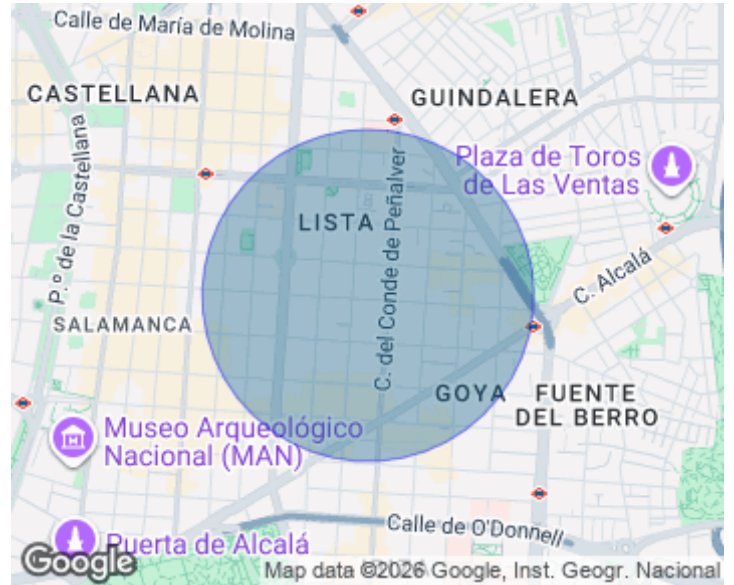 Calle de María de Molina
CASTELLANA
GUINDALERA
P.º de la Castellana
Plaza de Toros
de Las Ventas
LISTA
C. del Conde de Peñalver
C. Alcalá
SALAMANCA
GOYA
FUENTE
DEL BERRO
Museo Arqueológico
Nacional (MAN)
Calle de O'Donnell
Puerta de Alcalá
Google
Map data ©2026 Google, Inst. Geogr. Nacional